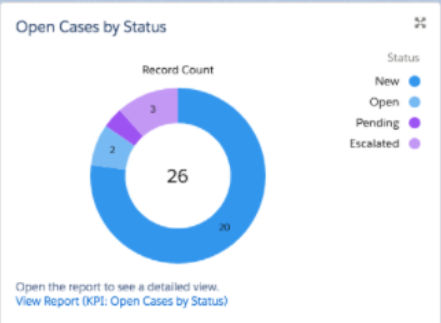 Open Cases by Status
Record Count
Status
New
Open
Pending
Escalated
3
2
26
20
Open the report to see a detailed view.
View Report (KPI: Open Cases by Status)